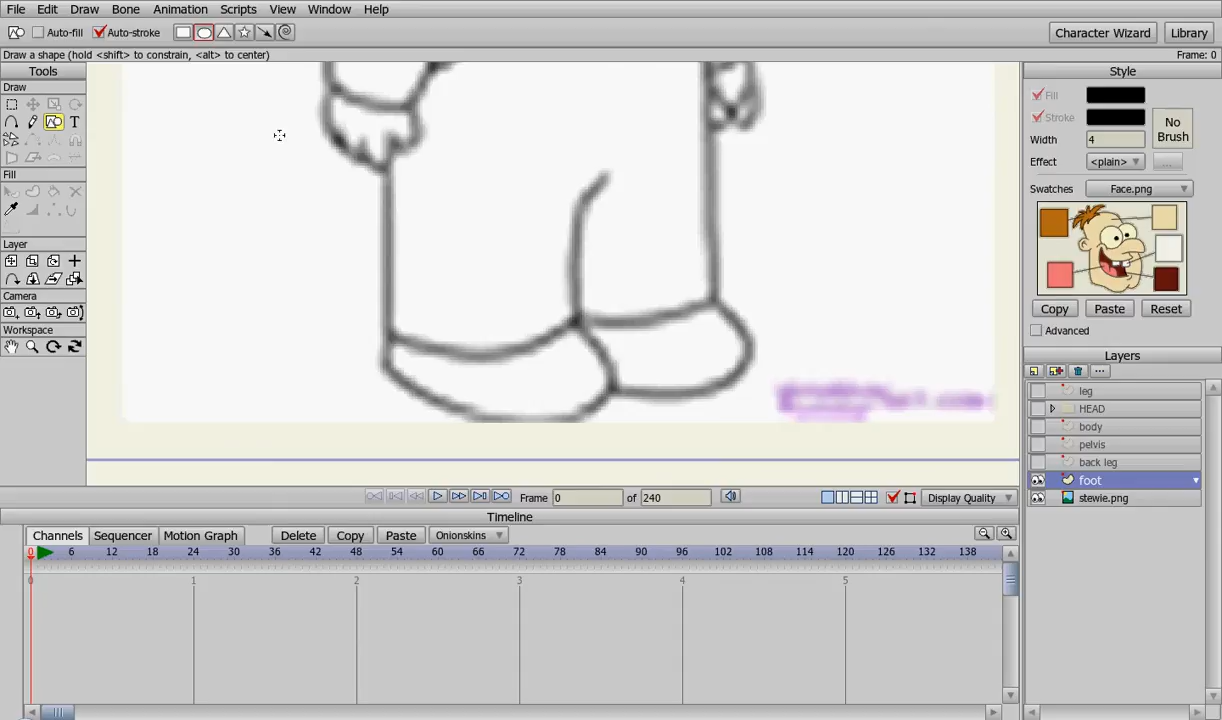 File Edit Draw Bone Animation Scripts View Window Help
Auto-fill Auto-stroke Character Wizard Library
Draw a shape (hold <shift> to constrain, <alt> to center) Frame: 0
Tools Style
Draw
Fill
Stroke
No Brush
Width 4
Effect <plain> ...
Fill
Swatches Face.png
Layer
Camera
Copy Paste Reset
Workspace
Advanced
Layers
leg
HEAD
body
pelvis
back leg
foot
stewie.png
Frame 0 of 240 Display Quality
Timeline
Channels Sequencer Motion Graph Delete Copy Paste Onionskins
0 6 12 18 24 30 36 42 48 54 60 66 72 78 84 90 96 102 108 114 120 126 132 138
0 1 2 3 4 5